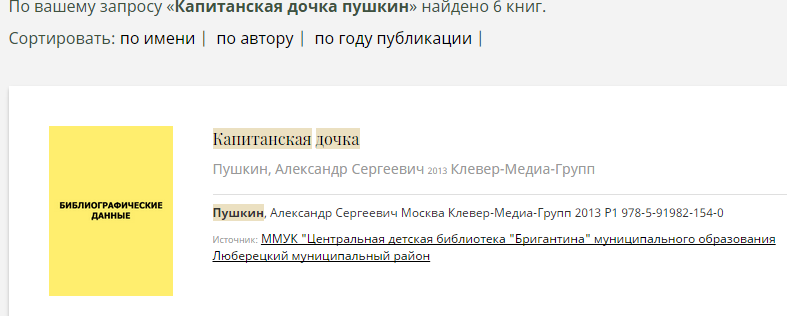 По вашему запросу «Капитанская дочка пушкин» найдено 6 книг.
Сортировать: по имени | по автору | по году публикации |
Капитанская дочка
Пушкин, Александр Сергеевич 2013 Клевер-Медиа-Групп
БИБЛИОГРАФИЧЕСКИЕ
ДАННЫЕ
Пушкин, Александр Сергеевич Москва Клевер-Медиа-Групп 2013 Р1 978-5-91982-154-0
Источник: ММУК "Центральная детская библиотека "Бригантина" муниципального образования
Люберецкий муниципальный район